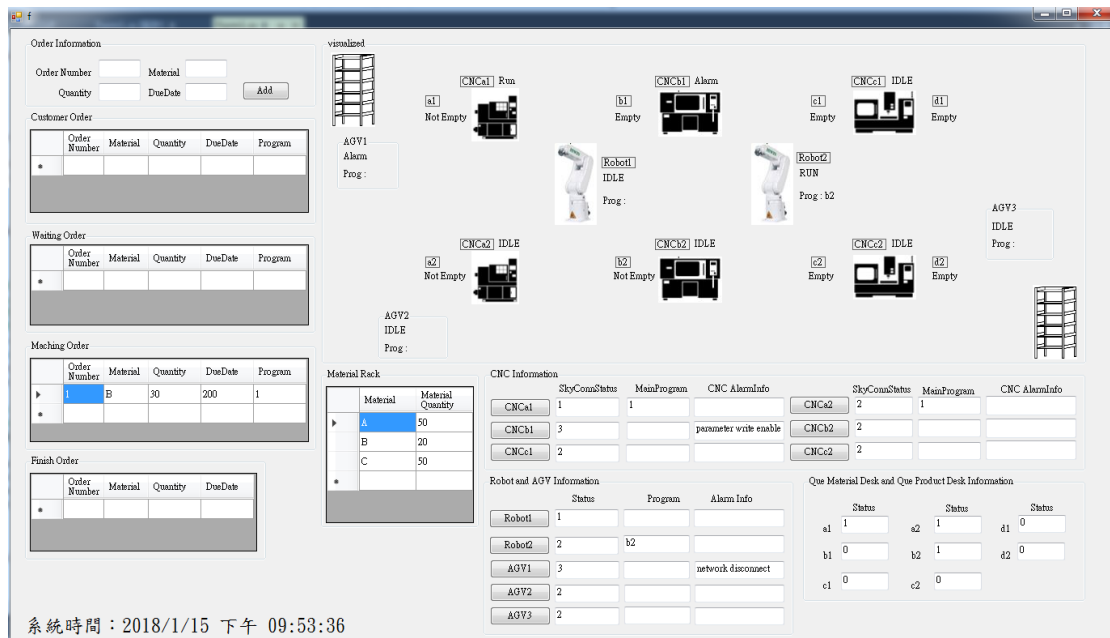 f
Order Information
Order Number
Material
Quantity
DueDate
Add
Customer Order
Order Number Material Quantity DueDate Program
*
Waiting Order
Order Number Material Quantity DueDate Program
*
Maching Order
Order Number Material Quantity DueDate Program
1 B 30 200 1
*
Finish Order
Order Number Material Quantity DueDate
*
系統時間：2018/1/15 下午 09:53:36
visualized
CNCa1 Run
a1
Not Empty
CNCb1 Alarm
b1
Empty
CNCc1 IDLE
c1
Empty
d1
Empty
AGV1
Alarm
Prog :
Robot1
IDLE
Prog :
Robot2
RUN
Prog : b2
AGV3
IDLE
Prog :
CNCa2 IDLE
a2
Not Empty
CNCb2 IDLE
b2
Not Empty
CNCc2 IDLE
c2
Empty
d2
Empty
AGV2
IDLE
Prog :
Material Rack
Material Material Quantity
A 50
B 20
C 50
*
CNC Information
SkyConnStatus MainProgram CNC AlarmInfo
CNCa1 1 1
CNCb1 3 parameter write enable
CNCc1 2
SkyConnStatus MainProgram CNC AlarmInfo
CNCa2 2 1
CNCb2 2
CNCc2 2
Robot and AGV Information
Status Program Alarm Info
Robot1 1
Robot2 2 b2
AGV1 3 network disconnect
AGV2 2
AGV3 2
Que Material Desk and Que Product Desk Information
Status Status Status
a1 1 a2 1 d1 0
b1 0 b2 1 d2 0
c1 0 c2 0